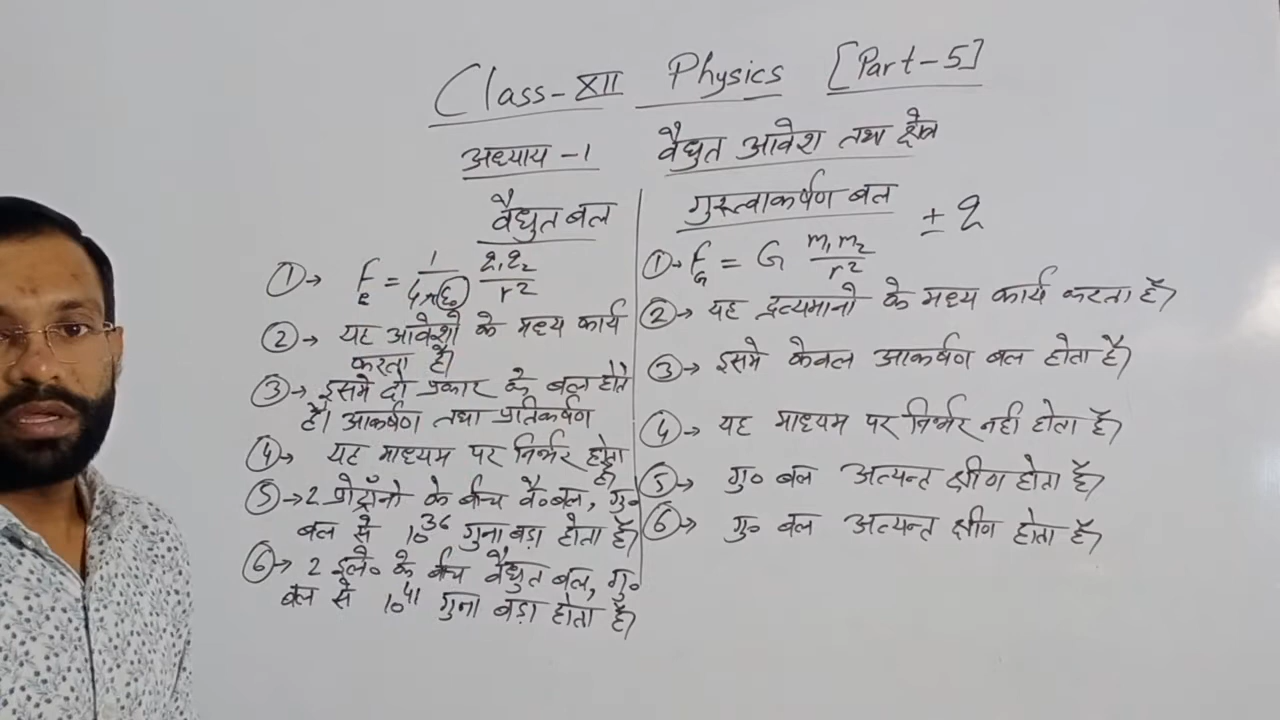 Class-XII Physics [Part-5]
अध्याय -1 वैद्युत आवेश तथा क्षेत्र
वैद्युत बल
① → Fe = 1/4π(ε₀) q₁q₂/r²
② → यह आवेशो के मध्य कार्य
करता है।
③ → इसमे दो प्रकार के बल होते
है। आकर्षण तथा प्रतिकर्षण
④ → यह माध्यम पर निर्भर होता
है।
⑤ → 2 प्रोट्रॉनो के बीच वै० बल, गु०
बल से 10³⁶ गुना बड़ा होता है।
⑥ → 2 इले० के बीच वैद्युत बल, गु०
बल से 10⁴¹ गुना बड़ा होता है।
गुरुत्वाकर्षण बल ± q
① → FG = G m₁m₂/r²
② → यह द्रव्यमानो के मध्य कार्य करता है।
③ → इसमे केवल आकर्षण बल होता है।
④ → यह माध्यम पर निर्भर नही होता है।
⑤ → गु० बल अत्यन्त क्षीण होता है।
⑥ → गु० बल अत्यन्त क्षीण होता है।